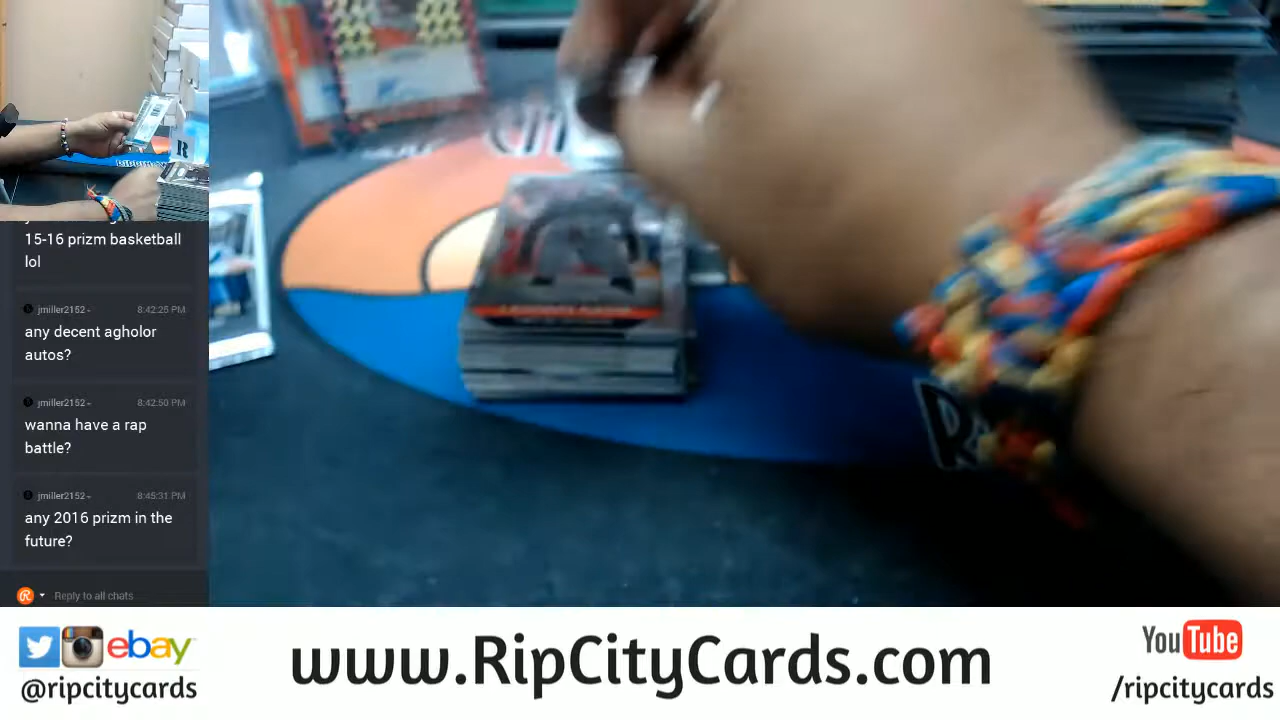 15-16 prizm basketball
lol
jmiller2152
8:42:25 PM
any decent agholor
autos?
jmiller2152
8:42:50 PM
wanna have a rap
battle?
jmiller2152
8:45:31 PM
any 2016 prizm in the
future?
Reply to all chats
R
ebay
@ripcitycards
www.RipCityCards.com
YouTube
/ripcitycards